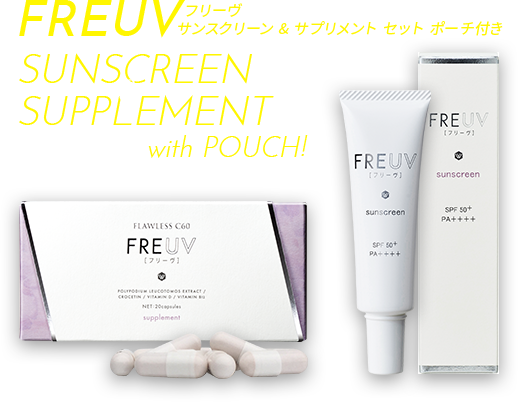 FREUV フリーヴ
サンスクリーン & サプリメント セット ポーチ付き
SUNSCREEN
SUPPLEMENT
with POUCH!
FLAWLESS C60
FREUV
[フリーヴ]
POLYPODIUM LEUCOTOMOS EXTRACT /
CROCETIN / VITAMIN D / VITAMIN BU
NET・20capsules
supplement
FREUV
[フリーヴ]
sunscreen
SPF 50+
PA++++
FREUV
[フリーヴ]
sunscreen
SPF 50+
PA++++